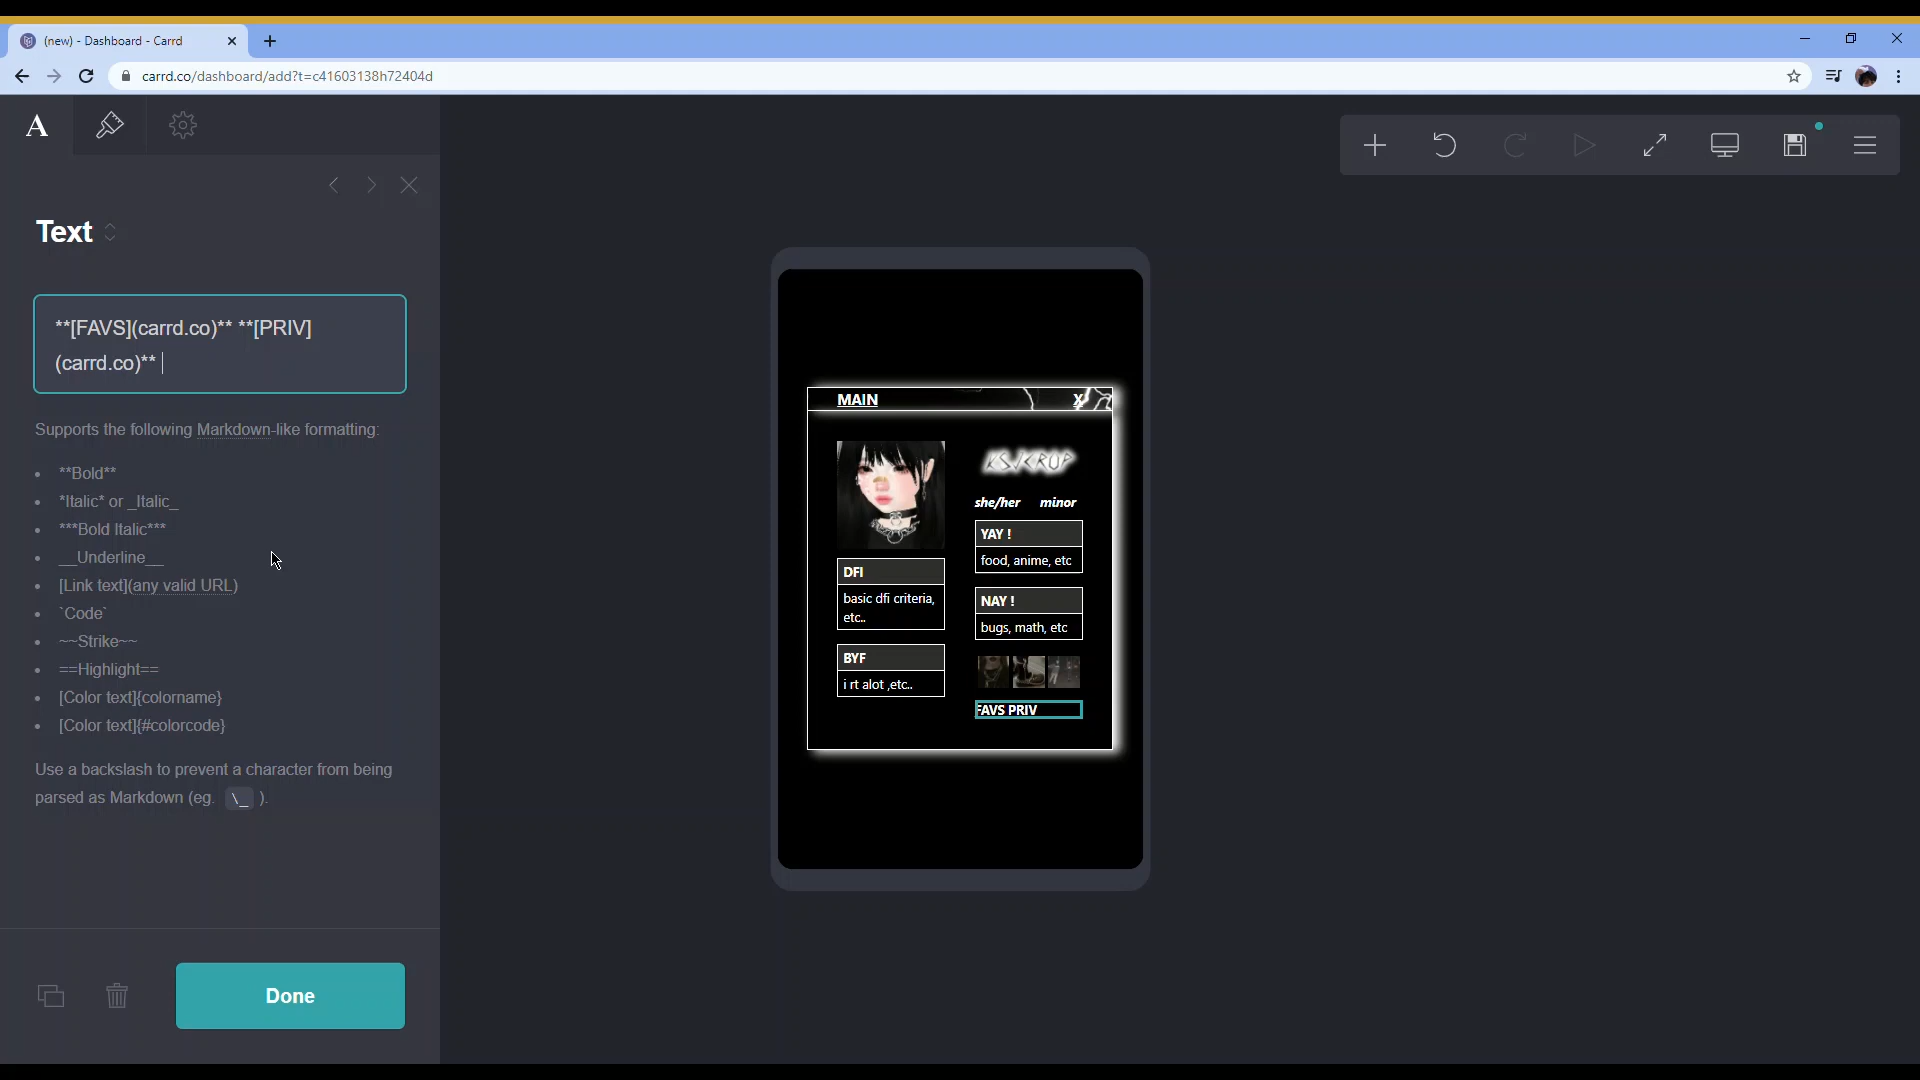 (new) - Dashboard - Carrd
carrd.co/dashboard/add?t=c41603138h72404d
A
Text
**[FAVS](carrd.co)** **[PRIV]
(carrd.co)**
Supports the following Markdown-like formatting:
**Bold**
*Italic* or _Italic_
***Bold Italic***
__Underline__
[Link text](any valid URL)
`Code`
~~Strike~~
==Highlight==
[Color text]{colorname}
[Color text]{#colorcode}
Use a backslash to prevent a character from being
parsed as Markdown (eg. \_ ).
Done
MAIN
X
KSJCRUP
she/her minor
YAY !
food, anime, etc
DFI
basic dfi criteria,
etc..
NAY !
bugs, math, etc
BYF
i rt alot ,etc..
FAVS PRIV